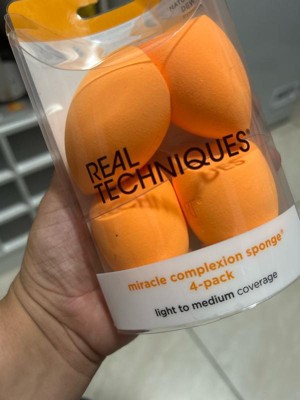 REAL
TECHNIQUES®
miracle complexion sponge®
4-pack
light to medium coverage